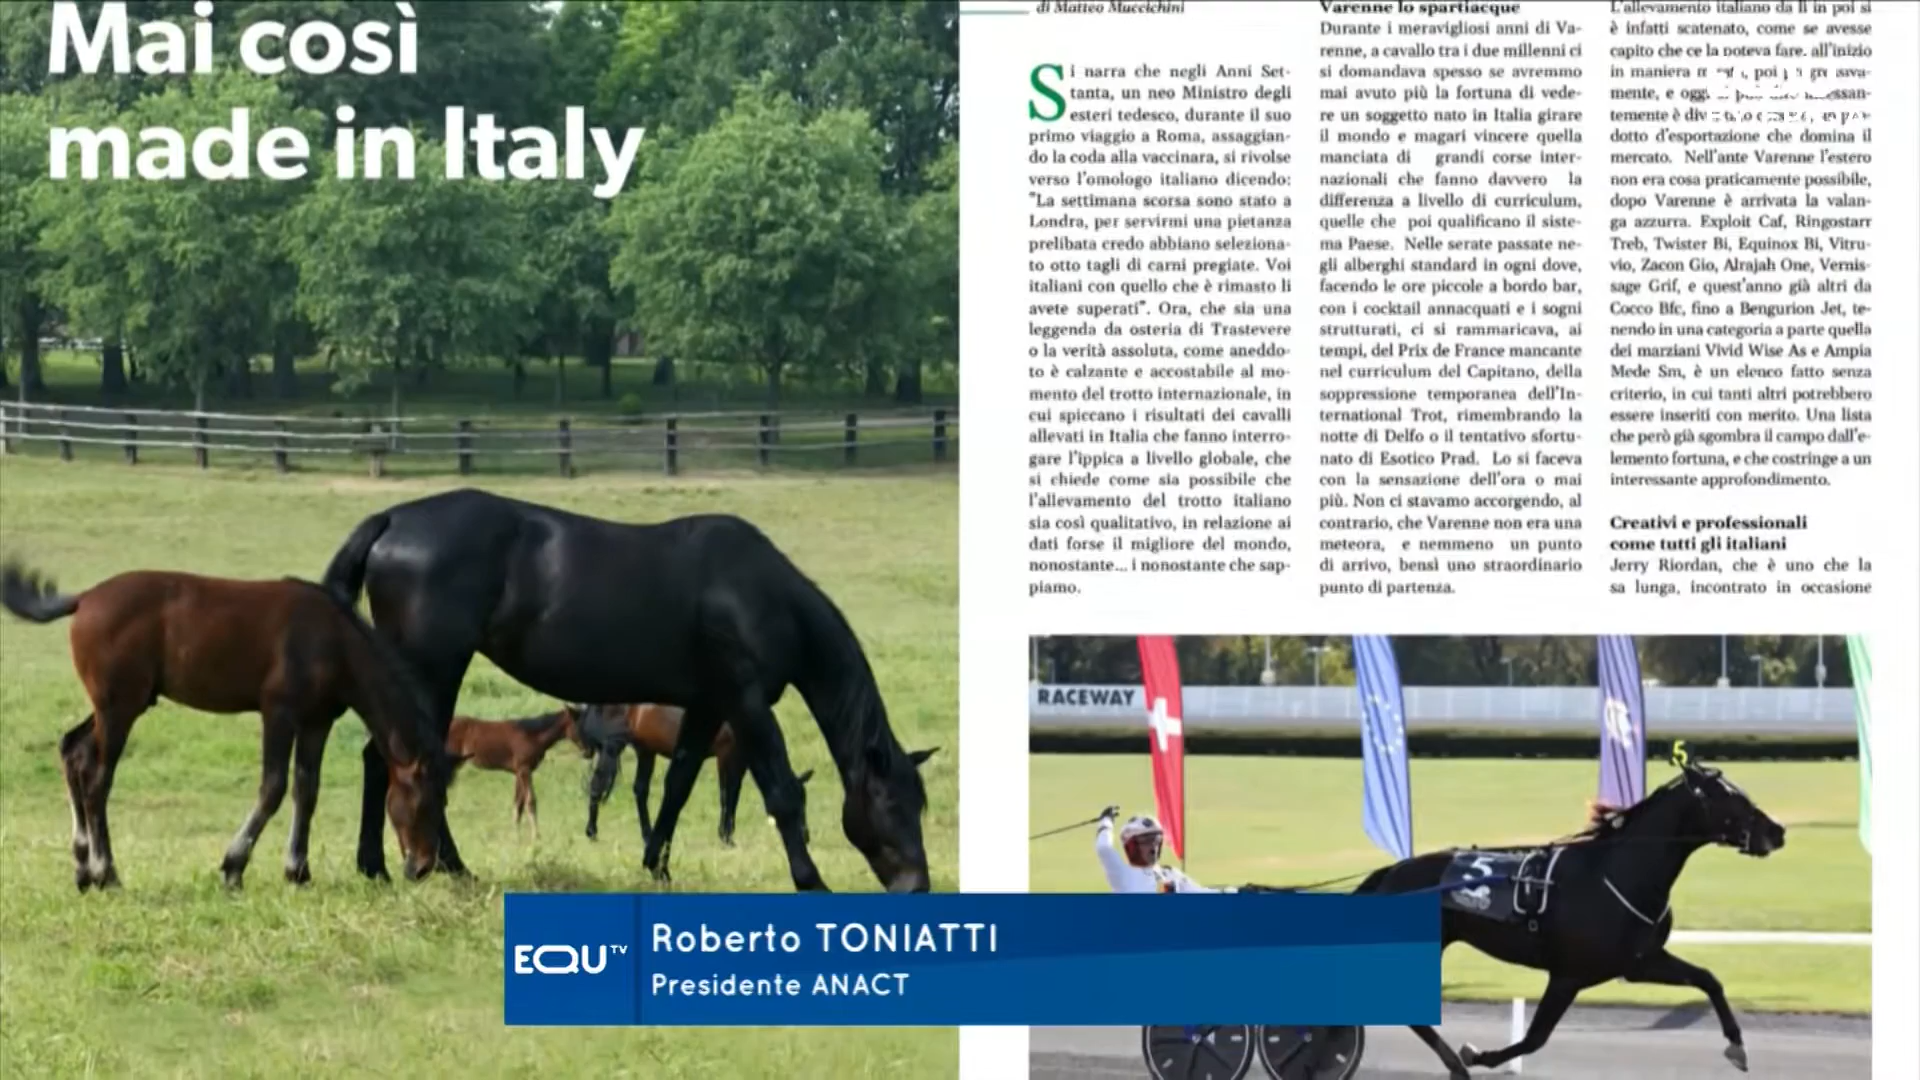 Mai così
made in Italy
di Matteo Muccichini
Si narra che negli Anni Set-
tanta, un neo Ministro degli
esteri tedesco, durante il suo
primo viaggio a Roma, assaggian-
do la coda alla vaccinara, si rivolse
verso l'omologo italiano dicendo:
"La settimana scorsa sono stato a
Londra, per servirmi una pietanza
prelibata credo abbiano seleziona-
to otto tagli di carni pregiate. Voi
italiani con quello che è rimasto li
avete superati". Ora, che sia una
leggenda da osteria di Trastevere
o la verità assoluta, come aneddo-
to è calzante e accostabile al mo-
mento del trotto internazionale, in
cui spiccano i risultati dei cavalli
allevati in Italia che fanno interro-
gare l'ippica a livello globale, che
si chiede come sia possibile che
l'allevamento del trotto italiano
sia così qualitativo, in relazione ai
dati forse il migliore del mondo,
nonostante... i nonostante che sap-
piamo.
Varenne lo spartiacque
Durante i meravigliosi anni di Va-
renne, a cavallo tra i due millenni ci
si domandava spesso se avremmo
mai avuto più la fortuna di vede-
re un soggetto nato in Italia girare
il mondo e magari vincere quella
manciata di grandi corse inter-
nazionali che fanno davvero la
differenza a livello di curriculum,
quelle che poi qualificano il siste-
ma Paese. Nelle serate passate ne-
gli alberghi standard in ogni dove,
facendo le ore piccole a bordo bar,
con i cocktail annacquati e i sogni
strutturati, ci si rammaricava, ai
tempi, del Prix de France mancante
nel curriculum del Capitano, della
soppressione temporanea dell'In-
ternational Trot, rimembrando la
notte di Delfo o il tentativo sfortu-
nato di Esotico Prad. Lo si faceva
con la sensazione dell'ora o mai
più. Non ci stavamo accorgendo, al
contrario, che Varenne non era una
meteora, e nemmeno un punto
di arrivo, bensì uno straordinario
punto di partenza.
L'allevamento italiano da lì in poi si
è infatti scatenato, come se avesse
capito che ce la poteva fare, all'inizio
in maniera poi
mente, e
temente è
dotto d'esportazione che domina il
mercato. Nell'ante Varenne l'estero
non era cosa praticamente possibile,
dopo Varenne è arrivata la valan-
ga azzurra. Exploit Caf, Ringostarr
Treb, Twister Bi, Equinox Bi, Vitru-
vio, Zacon Gio, Alrajah One, Vernis-
sage Grif, e quest'anno già altri da
Cocco Bfc, fino a Bengurion Jet, te-
nendo in una categoria a parte quella
dei marziani Vivid Wise As e Ampia
Mede Sm, è un elenco fatto senza
criterio, in cui tanti altri potrebbero
essere inseriti con merito. Una lista
che però già sgombra il campo dall'e-
lemento fortuna, e che costringe a un
interessante approfondimento.
Creativi e professionali
come tutti gli italiani
Jerry Riordan, che è uno che la
sa lunga, incontrato in occasione
RACEWAY
5
5
EQU TV
Roberto TONIATTI
Presidente ANACT